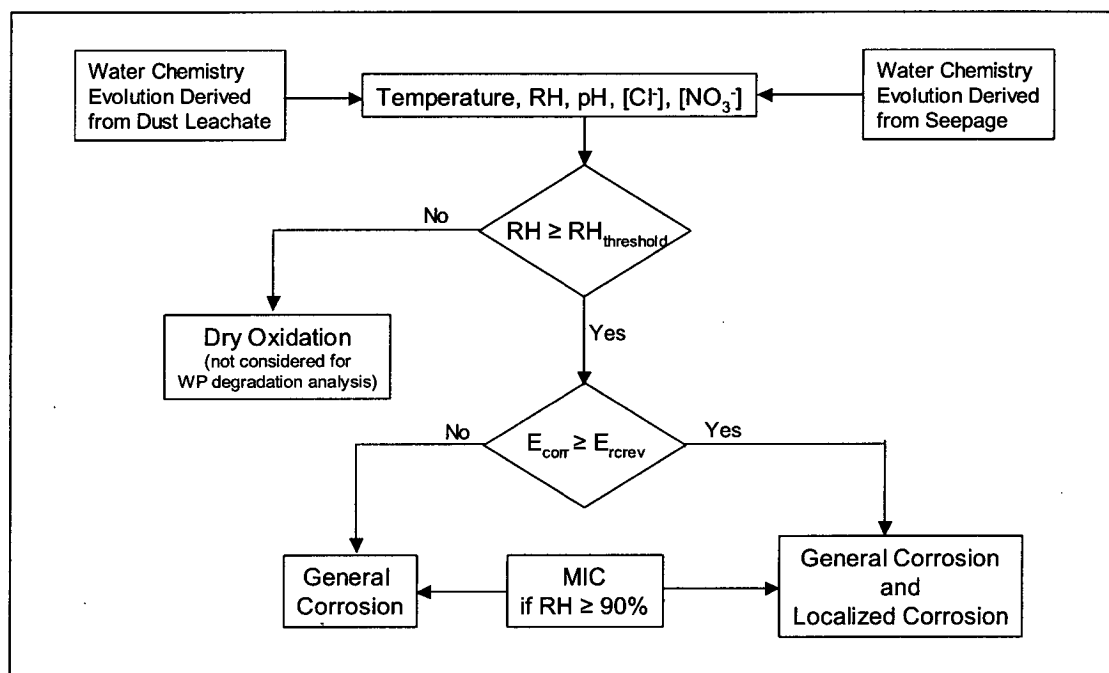 Water Chemistry
Evolution Derived
from Dust Leachate
Temperature, RH, pH, [Cl⁻], [NO₃⁻]
Water Chemistry
Evolution Derived
from Seepage
No
RH ≥ RHthreshold
Yes
Dry Oxidation
(not considered for
WP degradation analysis)
No
Ecorr ≥ Ercrev
Yes
General
Corrosion
MIC
if RH ≥ 90%
General Corrosion
and
Localized Corrosion